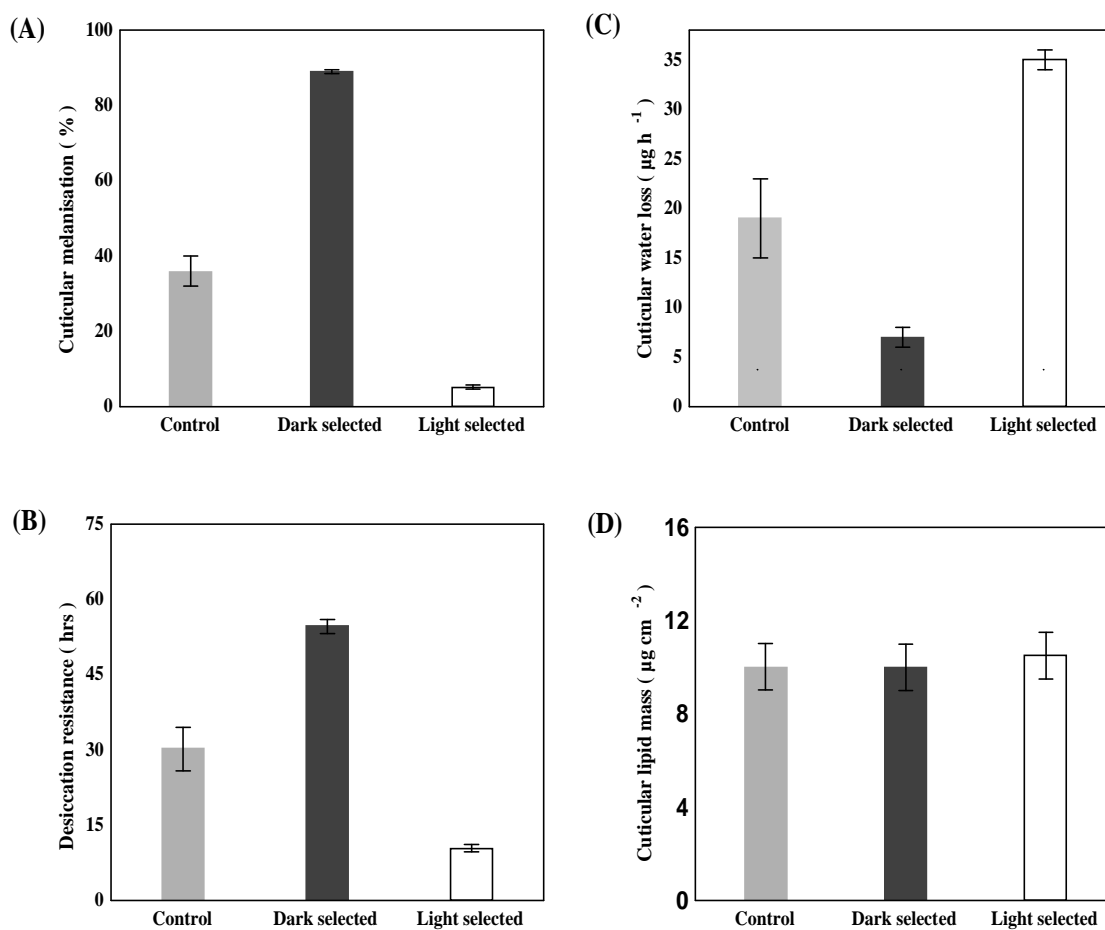 (A)
Cuticular melanisation ( % )
100
80
60
40
20
0
Control Dark selected Light selected
(C)
Cuticular water loss ( µg h -1 )
35
30
25
20
15
10
5
0
Control Dark selected Light selected
(B)
Desiccation resistance ( hrs )
75
60
45
30
15
0
Control Dark selected Light selected
(D)
Cuticular lipid mass ( µg cm -2 )
16
12
8
4
0
Control Dark selected Light selected